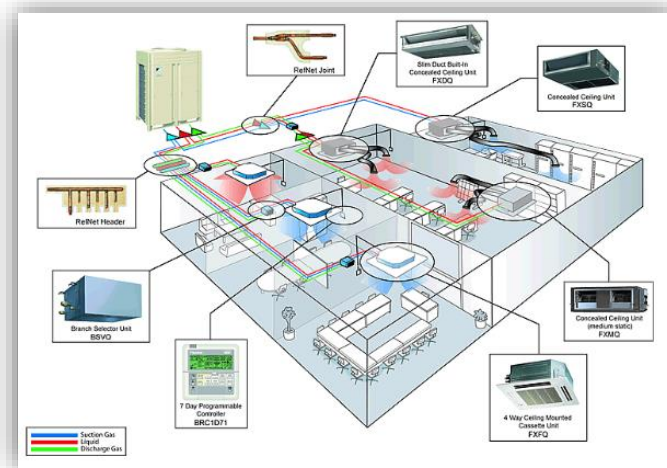 RefNet Joint
Slim Duct Built-In
Concealed Ceiling Unit
FXDQ
Concealed Ceiling Unit
FXSQ
RefNet Header
Branch Selector Unit
BSVQ
7 Day Programmable
Controller
BRC1D71
Concealed Ceiling Unit
(medium static)
FXMQ
4 Way Ceiling Mounted
Cassette Unit
FXFQ
Suction Gas
Liquid
Discharge Gas